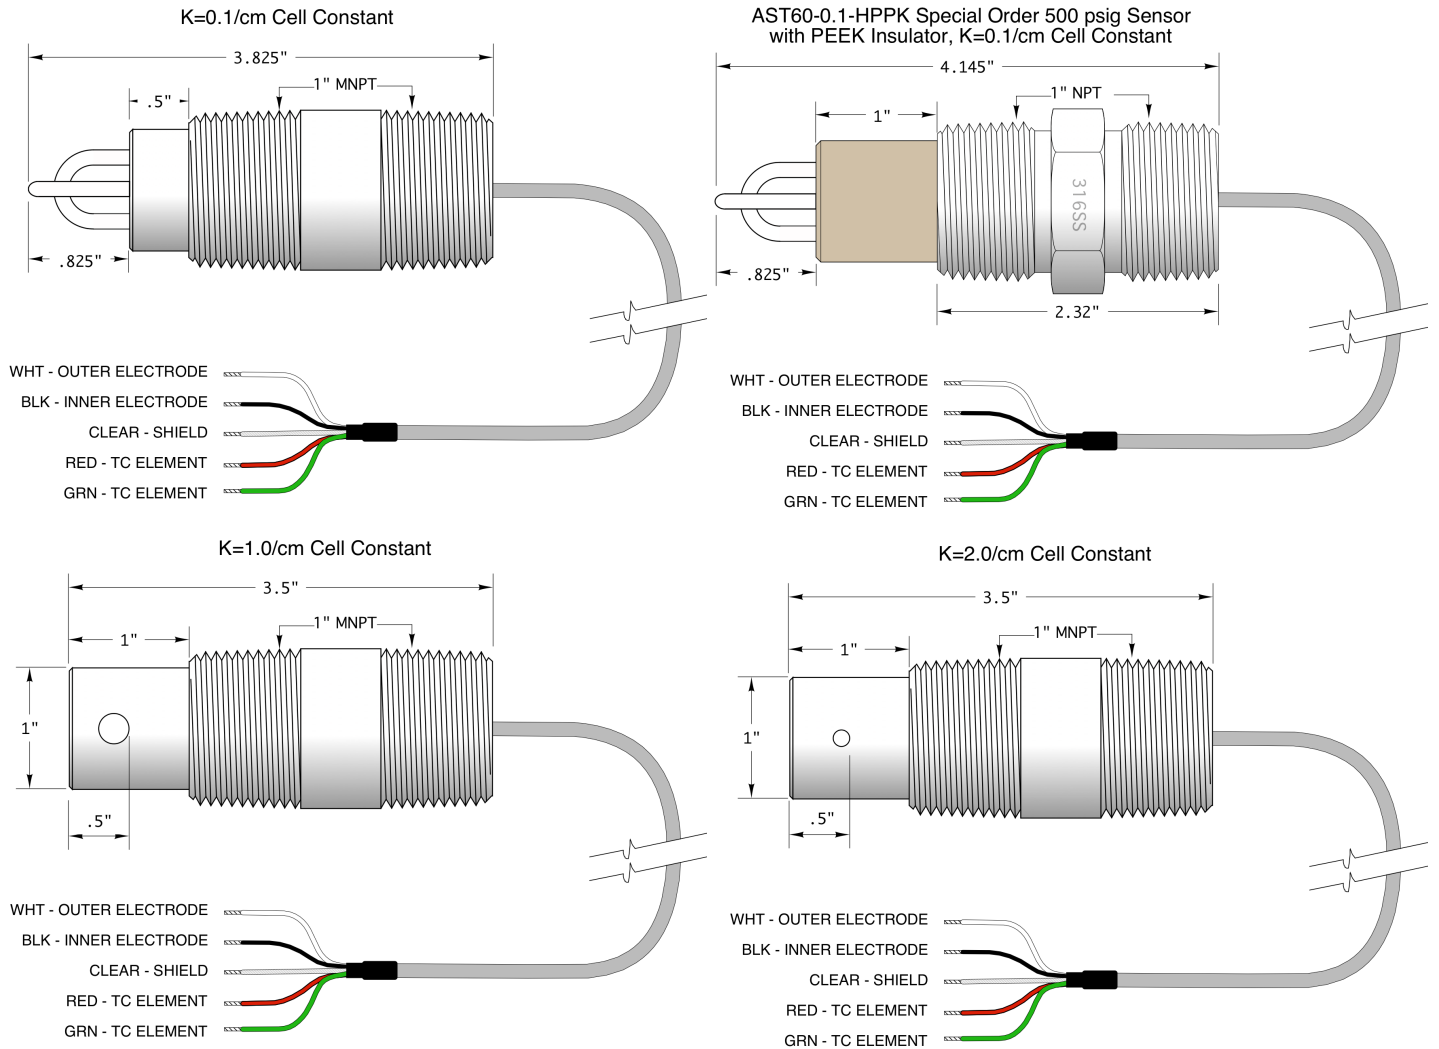 K=0.1/cm Cell Constant
3.825"
1" MNPT
.5"
.825"
WHT - OUTER ELECTRODE
BLK - INNER ELECTRODE
CLEAR - SHIELD
RED - TC ELEMENT
GRN - TC ELEMENT
AST60-0.1-HPPK Special Order 500 psig Sensor
with PEEK Insulator, K=0.1/cm Cell Constant
4.145"
1" NPT
1"
316SS
.825"
2.32"
WHT - OUTER ELECTRODE
BLK - INNER ELECTRODE
CLEAR - SHIELD
RED - TC ELEMENT
GRN - TC ELEMENT
K=1.0/cm Cell Constant
3.5"
1" MNPT
1"
1"
.5"
WHT - OUTER ELECTRODE
BLK - INNER ELECTRODE
CLEAR - SHIELD
RED - TC ELEMENT
GRN - TC ELEMENT
K=2.0/cm Cell Constant
3.5"
1" MNPT
1"
1"
.5"
WHT - OUTER ELECTRODE
BLK - INNER ELECTRODE
CLEAR - SHIELD
RED - TC ELEMENT
GRN - TC ELEMENT